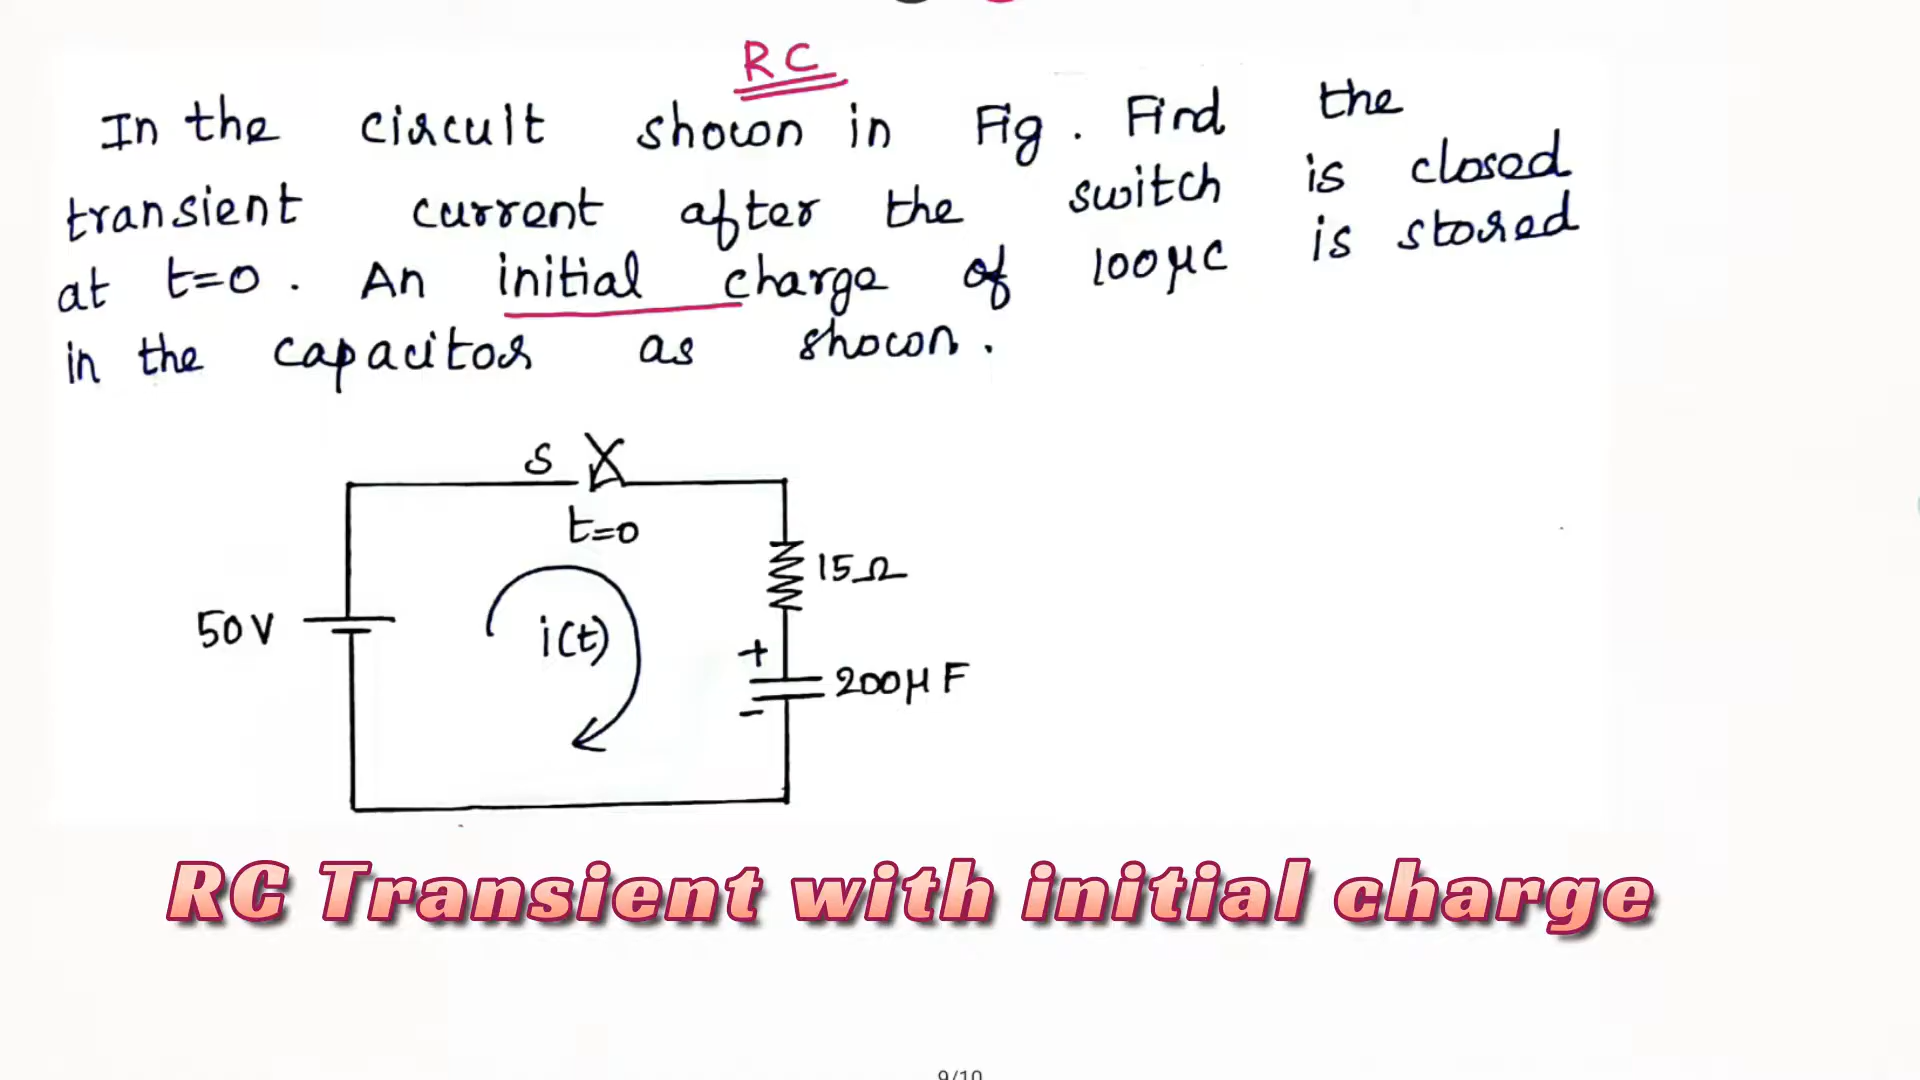 RC
In the circuit shown in Fig. Find the
transient current after the switch is closed
at t=0. An initial charge of 100μC is stored
in the capacitor as shown.
S
t=0
15Ω
50V
i(t)
+
200μF
-
RC Transient with initial charge
9/10